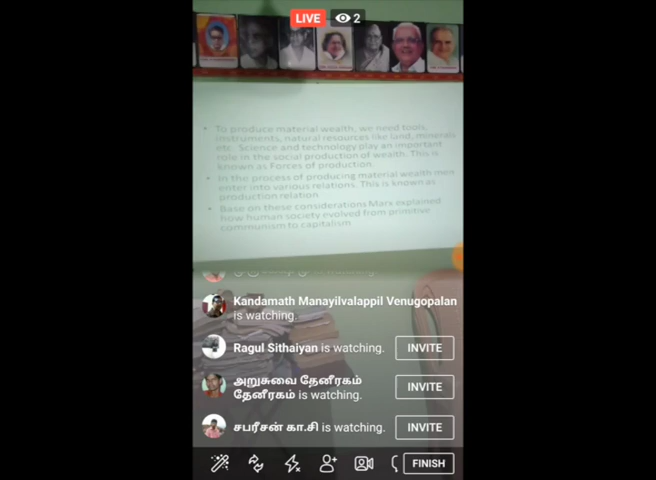 LIVE 2
• To produce material wealth, we need tools,
instruments, natural resources like land, minerals
etc. Science and technology play an important
role in the social production of wealth. This is
known as Forces of production.
• In the process of producing material wealth men
enter into various relations. This is known as
production relation.
• Base on these considerations Marx explained
how human society evolved from primitive
communism to capitalism
Kandamath Manayilvalappil Venugopalan
is watching.
Ragul Sithaiyan is watching. INVITE
அறுசுவை தேனீரகம்
தேனீரகம் is watching. INVITE
சபரீசன் கா.சி is watching. INVITE
FINISH